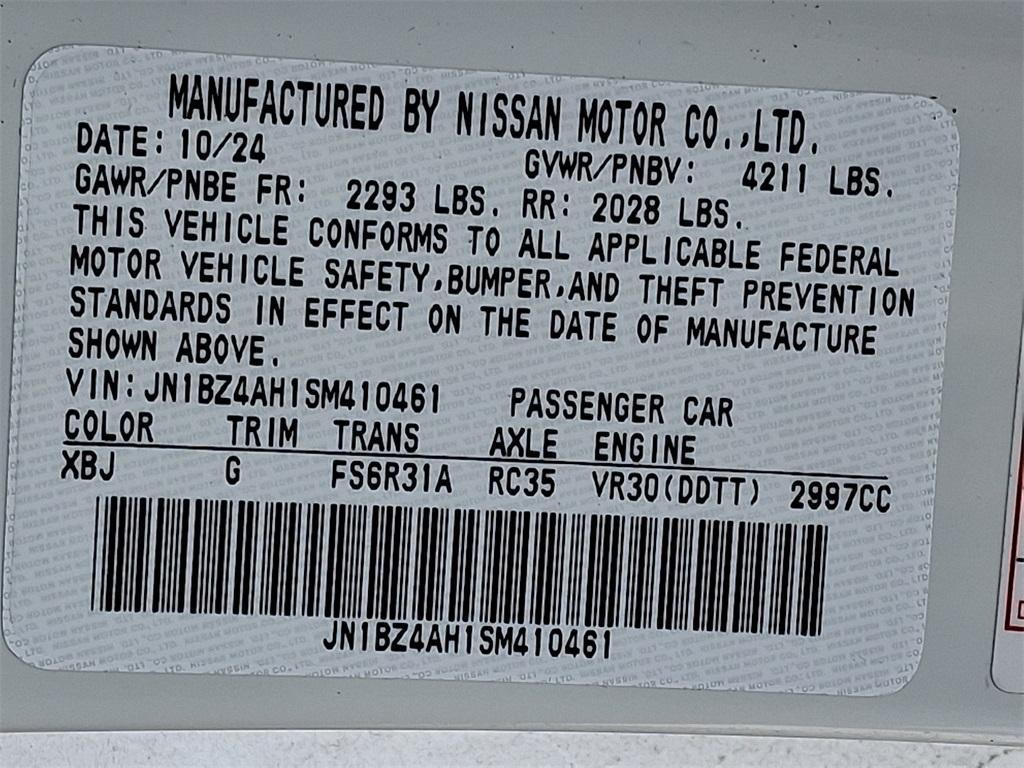 MANUFACTURED BY NISSAN MOTOR CO.,LTD.
DATE: 10/24 GVWR/PNBV: 4211 LBS.
GAWR/PNBE FR: 2293 LBS. RR: 2028 LBS.
THIS VEHICLE CONFORMS TO ALL APPLICABLE FEDERAL
MOTOR VEHICLE SAFETY,BUMPER,AND THEFT PREVENTION
STANDARDS IN EFFECT ON THE DATE OF MANUFACTURE
SHOWN ABOVE.
VIN: JN1BZ4AH1SM410461 PASSENGER CAR
COLOR TRIM TRANS AXLE ENGINE
XBJ G FS6R31A RC35 VR30(DDTT) 2997CC
JN1BZ4AH1SM410461